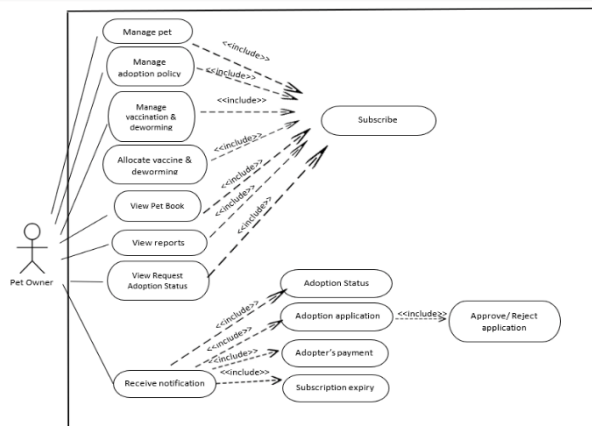 Manage pet
<<include>>
Manage
adoption policy
<<include>>
Manage
vaccination &
deworming
<<include>>
Subscribe
Allocate vaccine &
deworming
<<include>>
View Pet Book
<<include>>
<<include>>
View reports
<<include>>
View Request
Adoption Status
Pet Owner
Adoption Status
<<include>>
Adoption application
<<include>>
Approve/ Reject
application
<<include>>
Adopter's payment
<<include>>
<<include>>
Receive notification
Subscription expiry